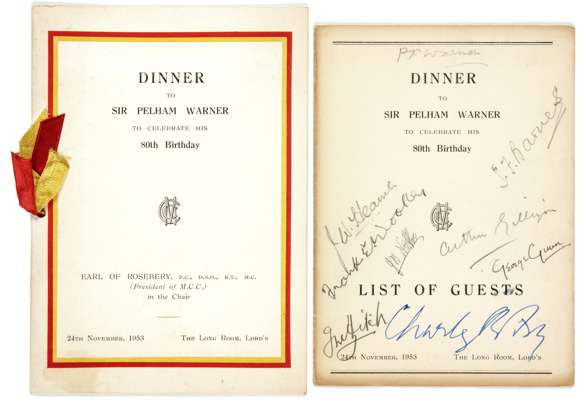 DINNER
TO
SIR PELHAM WARNER
TO CELEBRATE HIS
80th Birthday
MCC
EARL OF ROSEBERY, P.C., D.S.O., K.T., M.C.
(President of M.C.C.)
in the Chair
24TH NOVEMBER, 1953 THE LONG ROOM, LORD'S
P F Warner
DINNER
TO
SIR PELHAM WARNER
TO CELEBRATE HIS
80th Birthday
S. F. Barnes
MCC
J W Hearne
Frank E Woolley
Arthur Gilligan
George Gunn
LIST OF GUESTS
24TH NOVEMBER, 1953 THE LONG ROOM, LORD'S